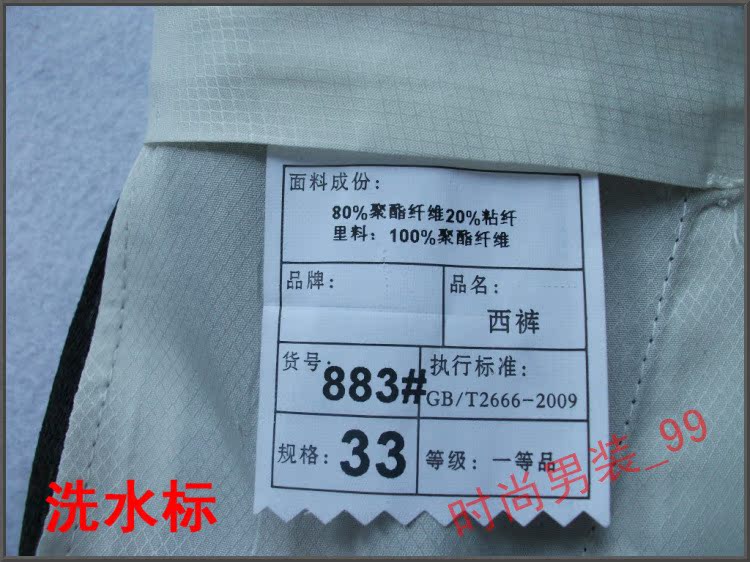 面料成份:
80%聚酯纤维20%粘纤
里料: 100%聚酯纤维
品牌:
品名:
西裤
货号:
883#
执行标准:
GB/T2666-2009
规格: 33
等级: 一等品
洗水标
时尚男装_99